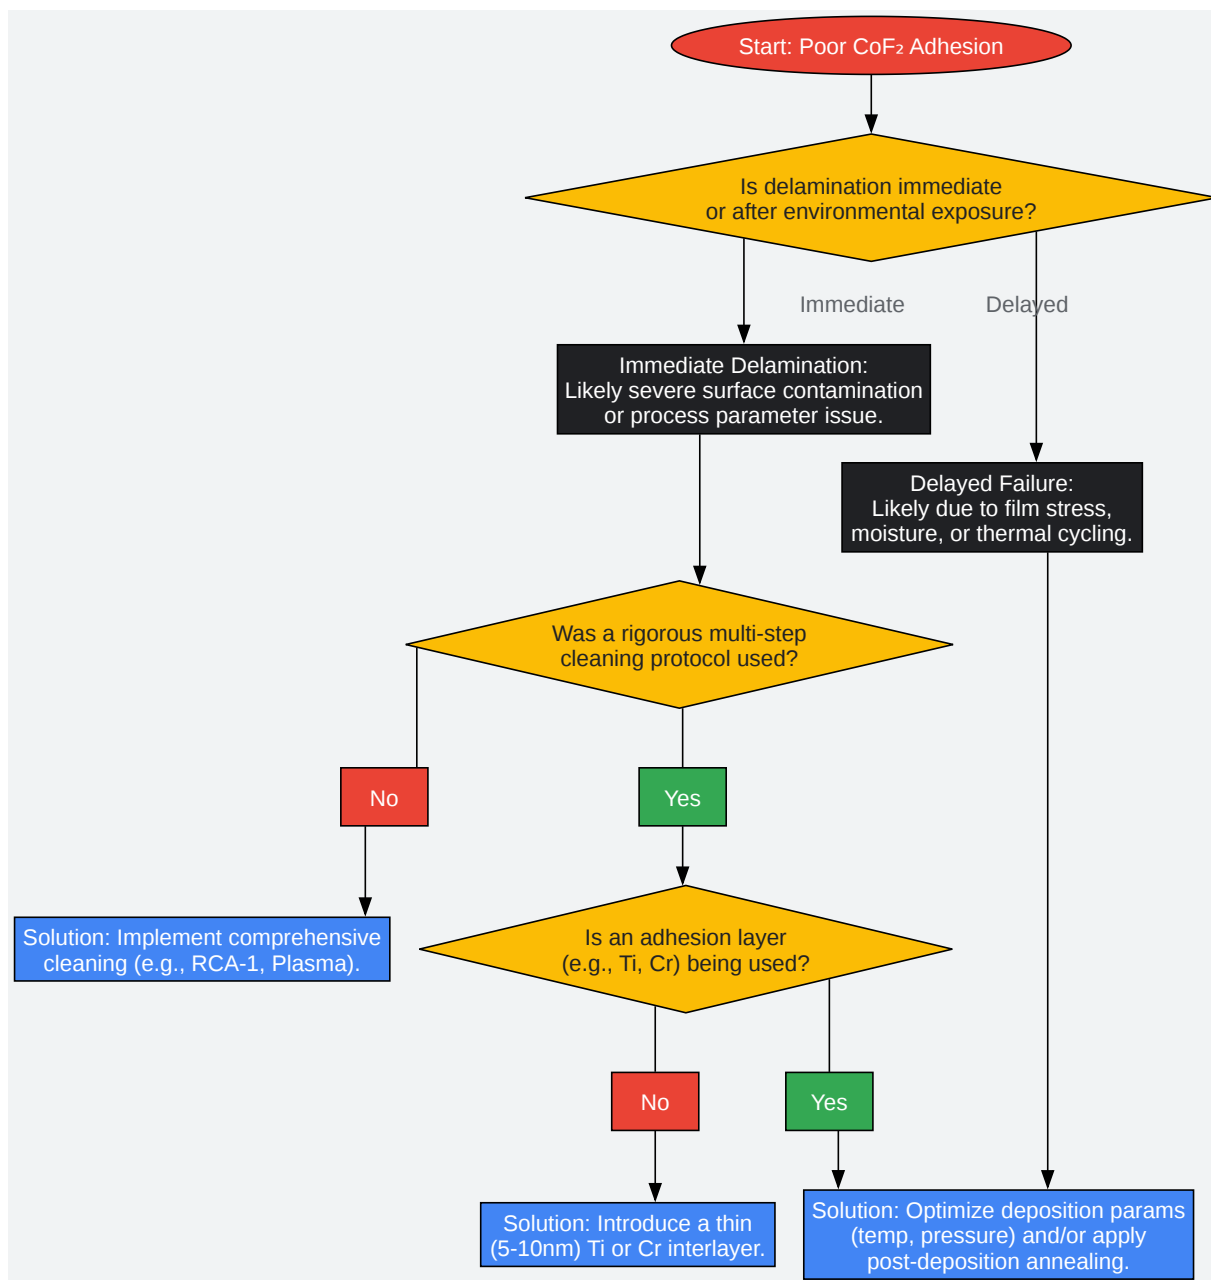 Start: Poor CoF₂ Adhesion
Is delamination immediate
or after environmental exposure?
Immediate
Delayed
Immediate Delamination:
Likely severe surface contamination
or process parameter issue.
Delayed Failure:
Likely due to film stress,
moisture, or thermal cycling.
Was a rigorous multi-step
cleaning protocol used?
No
Yes
Solution: Implement comprehensive
cleaning (e.g., RCA-1, Plasma).
Is an adhesion layer
(e.g., Ti, Cr) being used?
No
Yes
Solution: Introduce a thin
(5-10nm) Ti or Cr interlayer.
Solution: Optimize deposition params
(temp, pressure) and/or apply
post-deposition annealing.